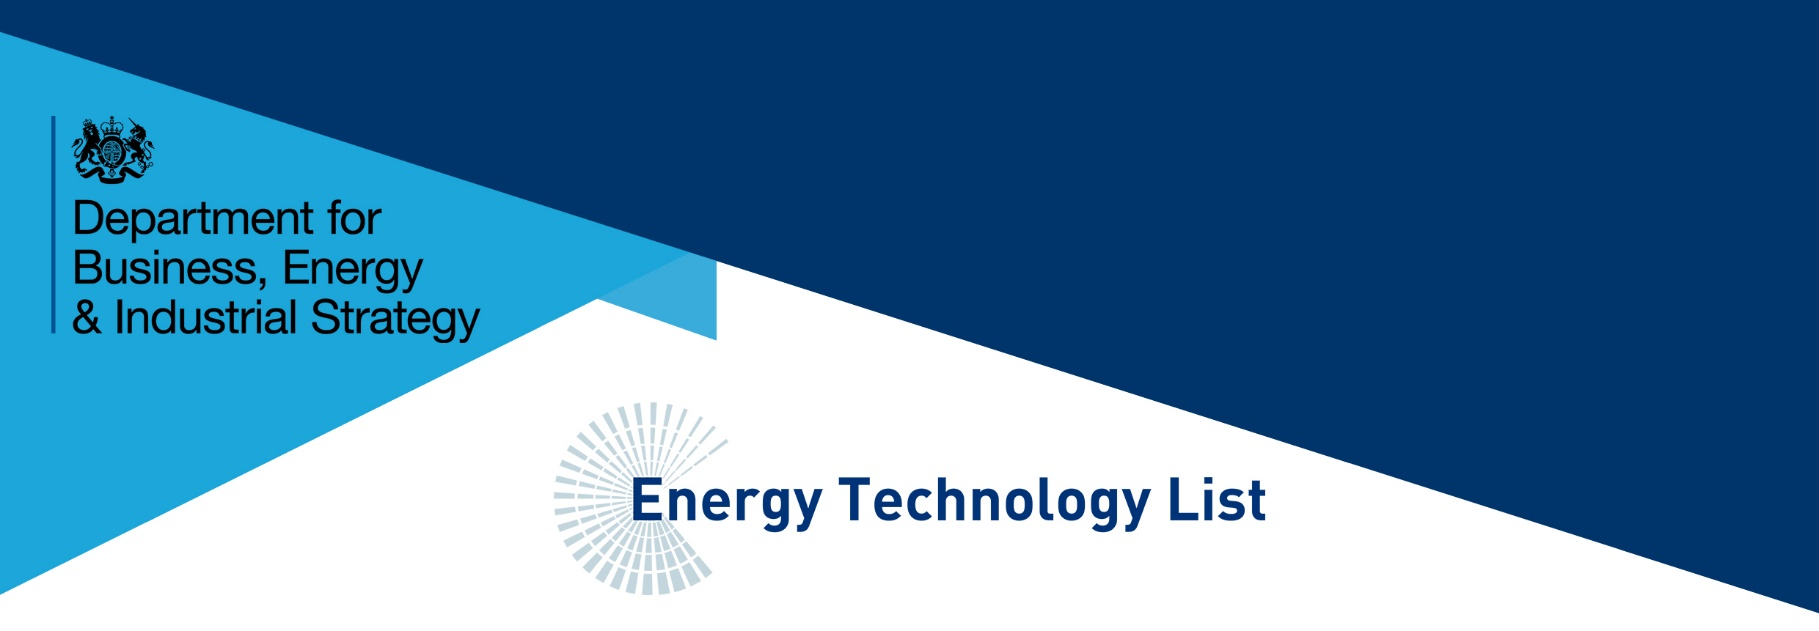 Department for
Business, Energy
& Industrial Strategy
Energy Technology List